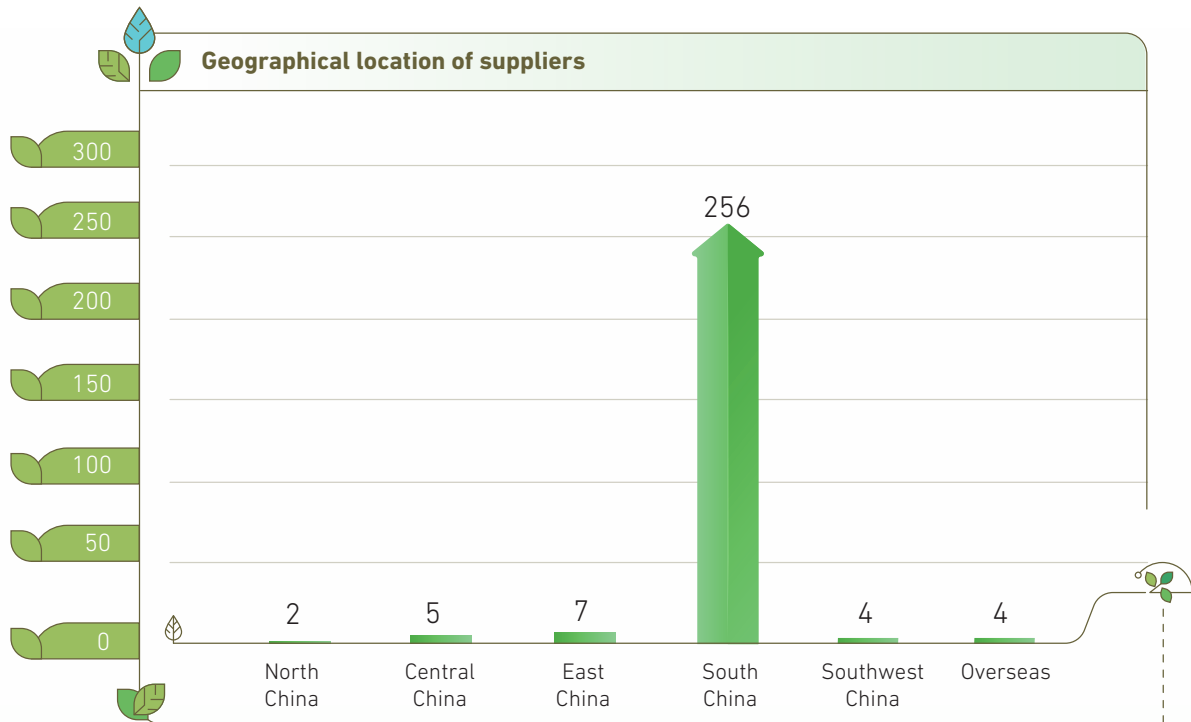 Geographical location of suppliers
300
250
200
150
100
50
0
256
2
5
7
4
4
North
China
Central
China
East
China
South
China
Southwest
China
Overseas